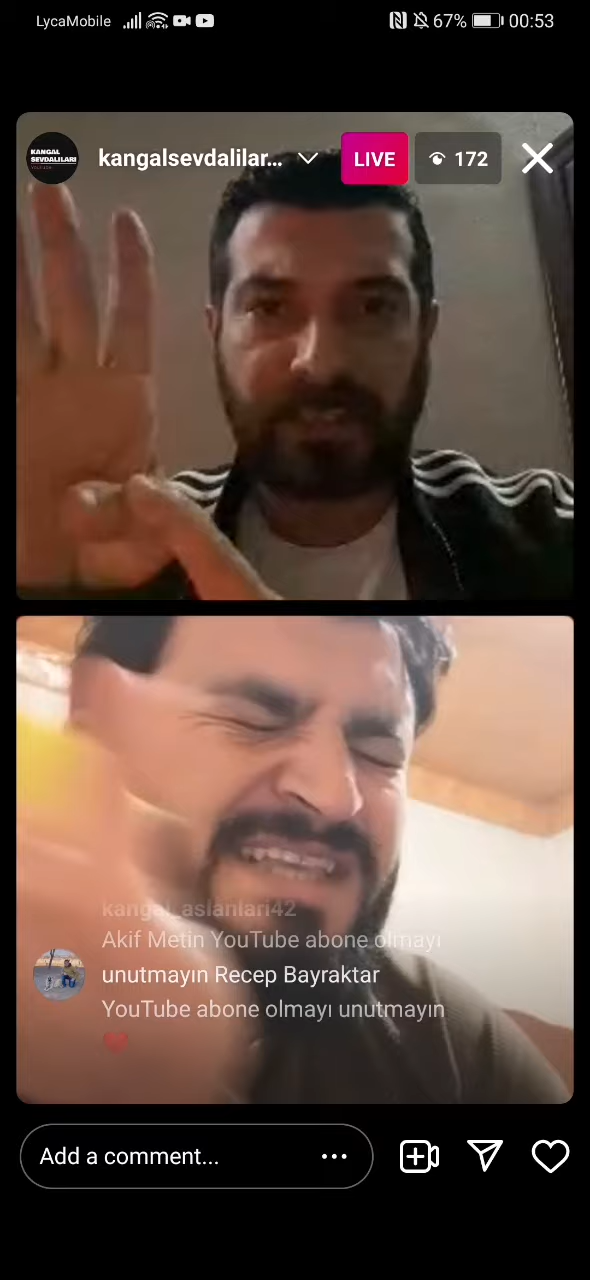 LycaMobile
67% 00:53
KANGAL
SEVDALILARI
kangalsevdalilar...
LIVE
172
kangal_aslanlari42
Akif Metin YouTube abone olmayı
unutmayın Recep Bayraktar
YouTube abone olmayı unutmayın
❤️
Add a comment...